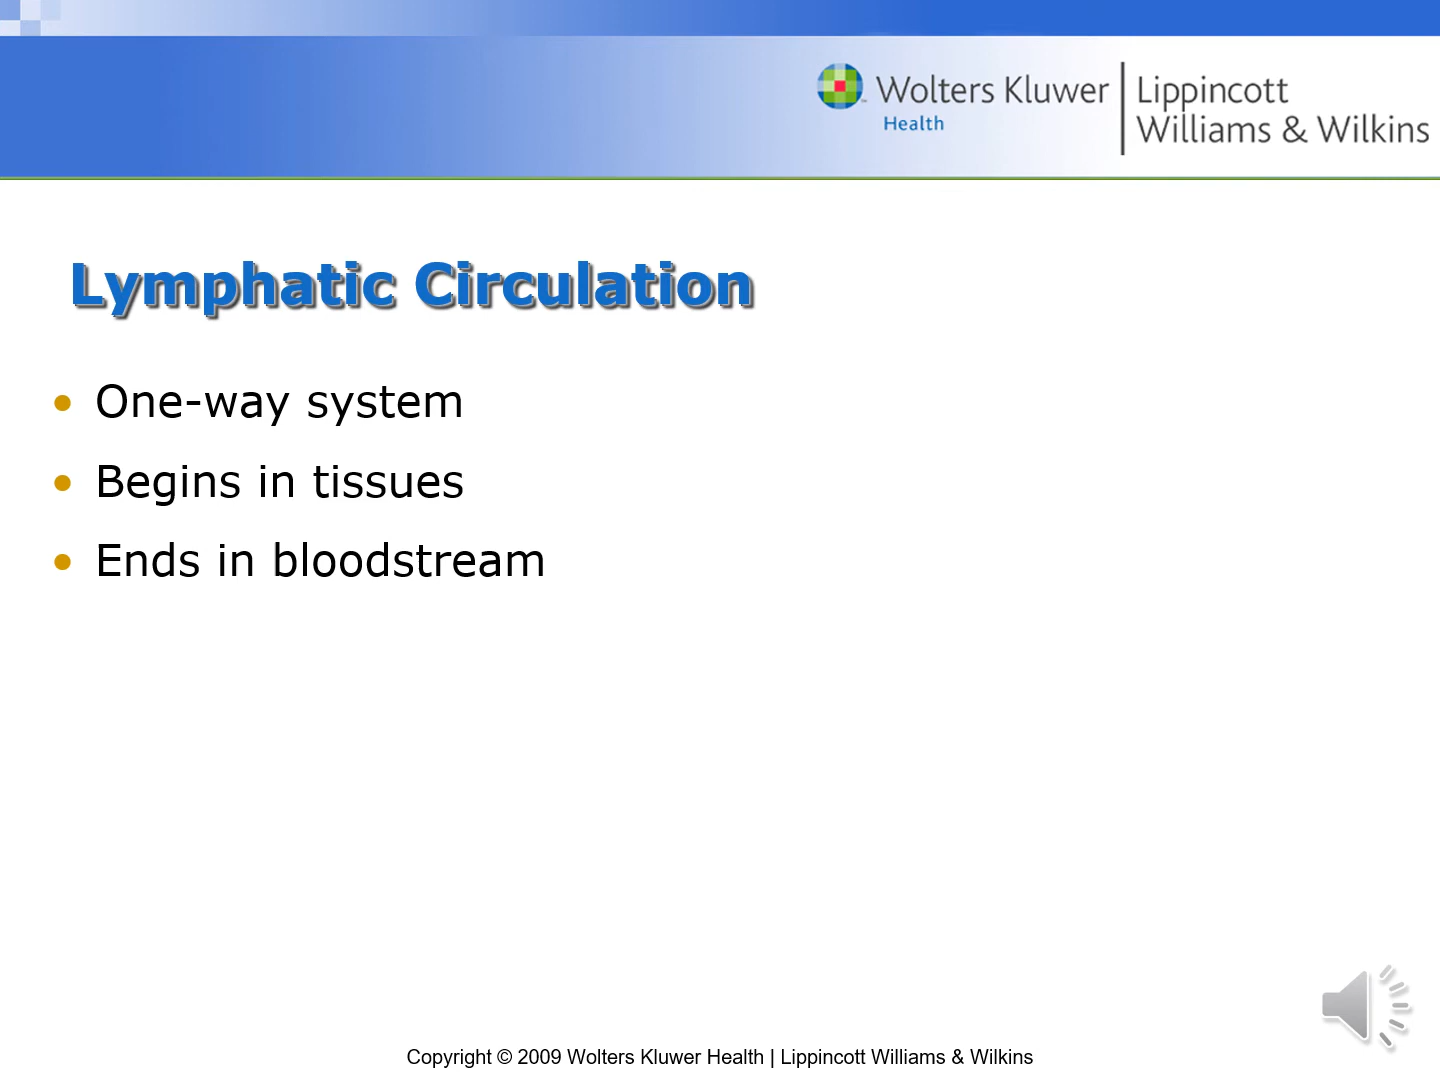 Wolters Kluwer
Health
Lippincott
Williams & Wilkins
Lymphatic Circulation
• One-way system
• Begins in tissues
• Ends in bloodstream
Copyright © 2009 Wolters Kluwer Health | Lippincott Williams & Wilkins